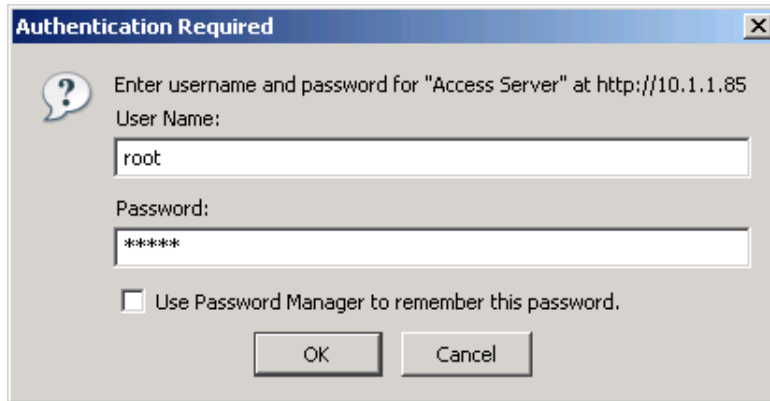 Authentication Required
Enter username and password for "Access Server" at http://10.1.1.85
User Name:
root
Password:
*****
Use Password Manager to remember this password.
OK
Cancel